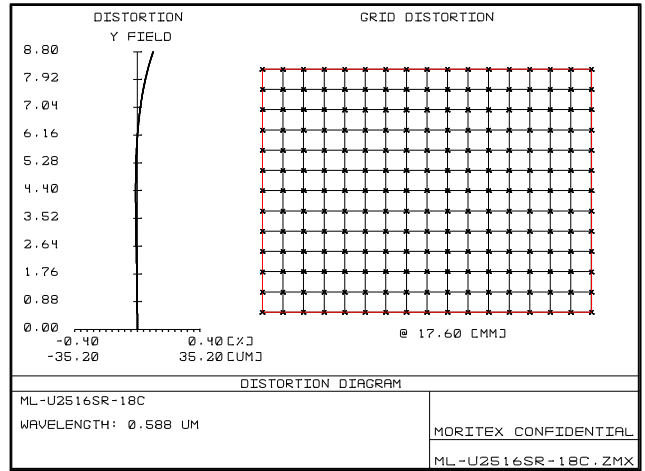 DISTORTION
Y FIELD
8.80
7.92
7.04
6.16
5.28
4.40
3.52
2.64
1.76
0.88
0.00
-0.40 0.40 [%]
-35.20 35.20 [UM]
GRID DISTORTION
@ 17.60 [MM]
DISTORTION DIAGRAM
ML-U2516SR-18C
WAVELENGTH: 0.588 UM
MORITEX CONFIDENTIAL
ML-U2516SR-18C.ZMX